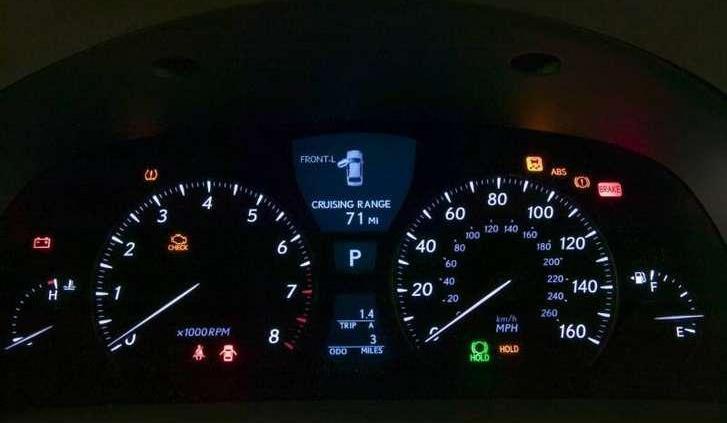 FRONT-L
CRUISING RANGE
71 MI
P
1.4
TRIP A
3
ODO MILES
H
0 1 2 3 4 5 6 7 8
x1000RPM
CHECK
0 20 40 60 80 100 120 140 160
20 40 60 80 100 120 140 160 180 200 220 240 260
km/h
MPH
ABS
BRAKE
HOLD
HOLD
F
E